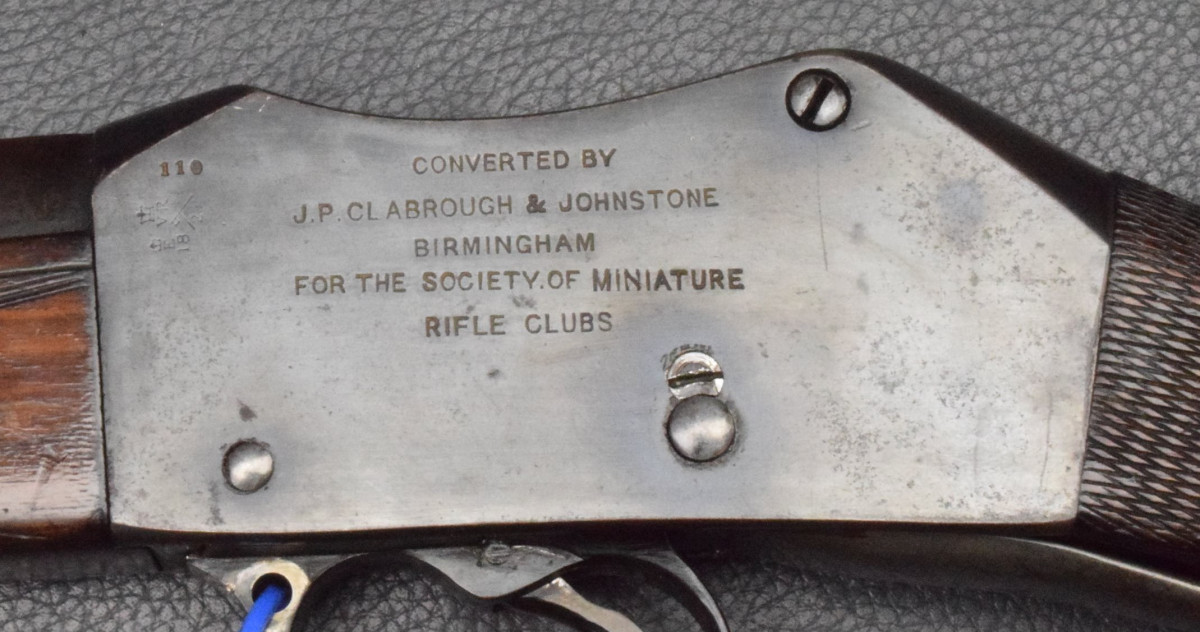 110
CONVERTED BY
J.P. CLABROUGH & JOHNSTONE
BIRMINGHAM
FOR THE SOCIETY.OF MINIATURE
RIFLE CLUBS